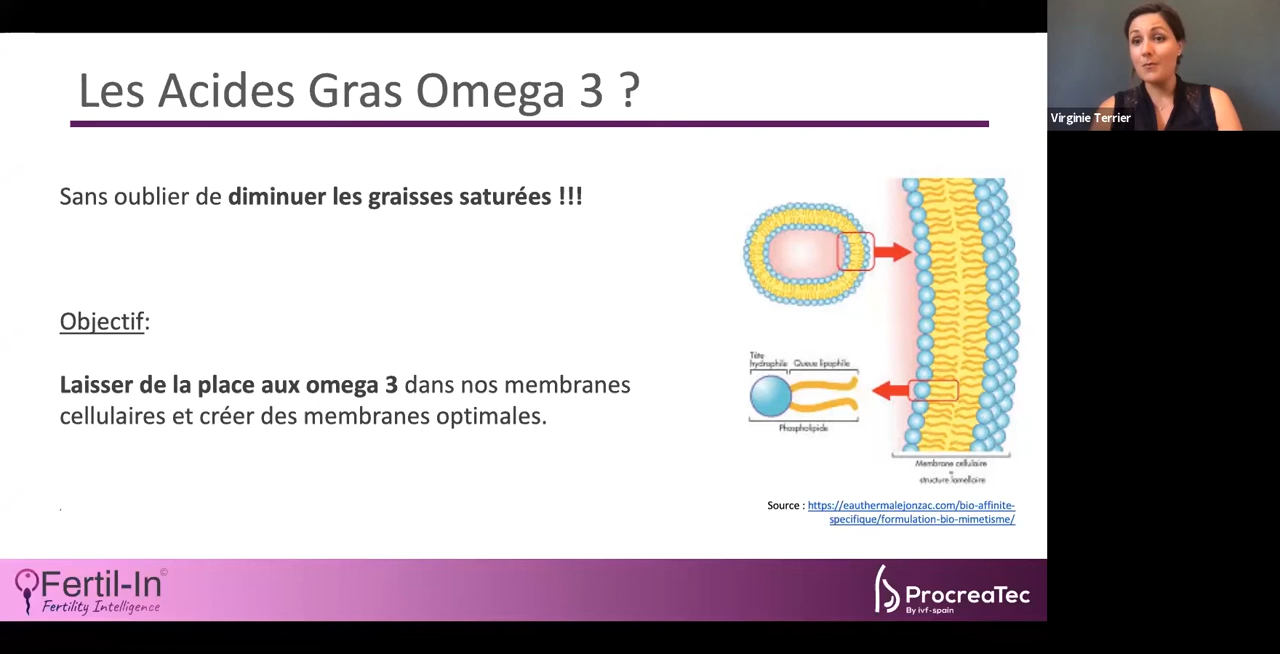 Les Acides Gras Omega 3 ?
Virginie Terrier
Sans oublier de diminuer les graisses saturées !!!
Objectif:
Laisser de la place aux omega 3 dans nos membranes
cellulaires et créer des membranes optimales.
Tête
hydrophile
Queue lipophile
Phospholipide
Membrane cellulaire
=
structure lamellaire
Source : https://eauthermalejonzac.com/bio-affinite-
specifique/formulation-bio-mimetisme/
Fertil-In©
Fertility Intelligence
ProcreaTec
By ivf-spain